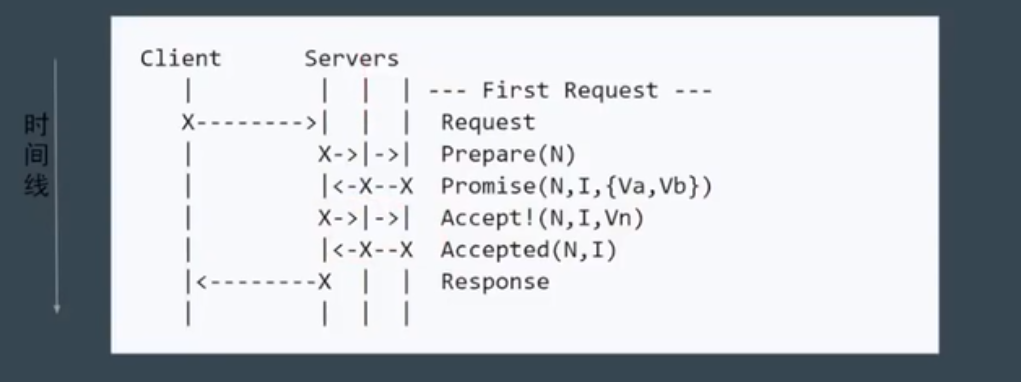 时间线
Client Servers
| | | | --- First Request ---
X-------->| | | Request
| X->|->| Prepare(N)
| |<-X--X Promise(N,I,{Va,Vb})
| X->|->| Accept!(N,I,Vn)
| |<-X--X Accepted(N,I)
|<--------X | | Response
| | | |